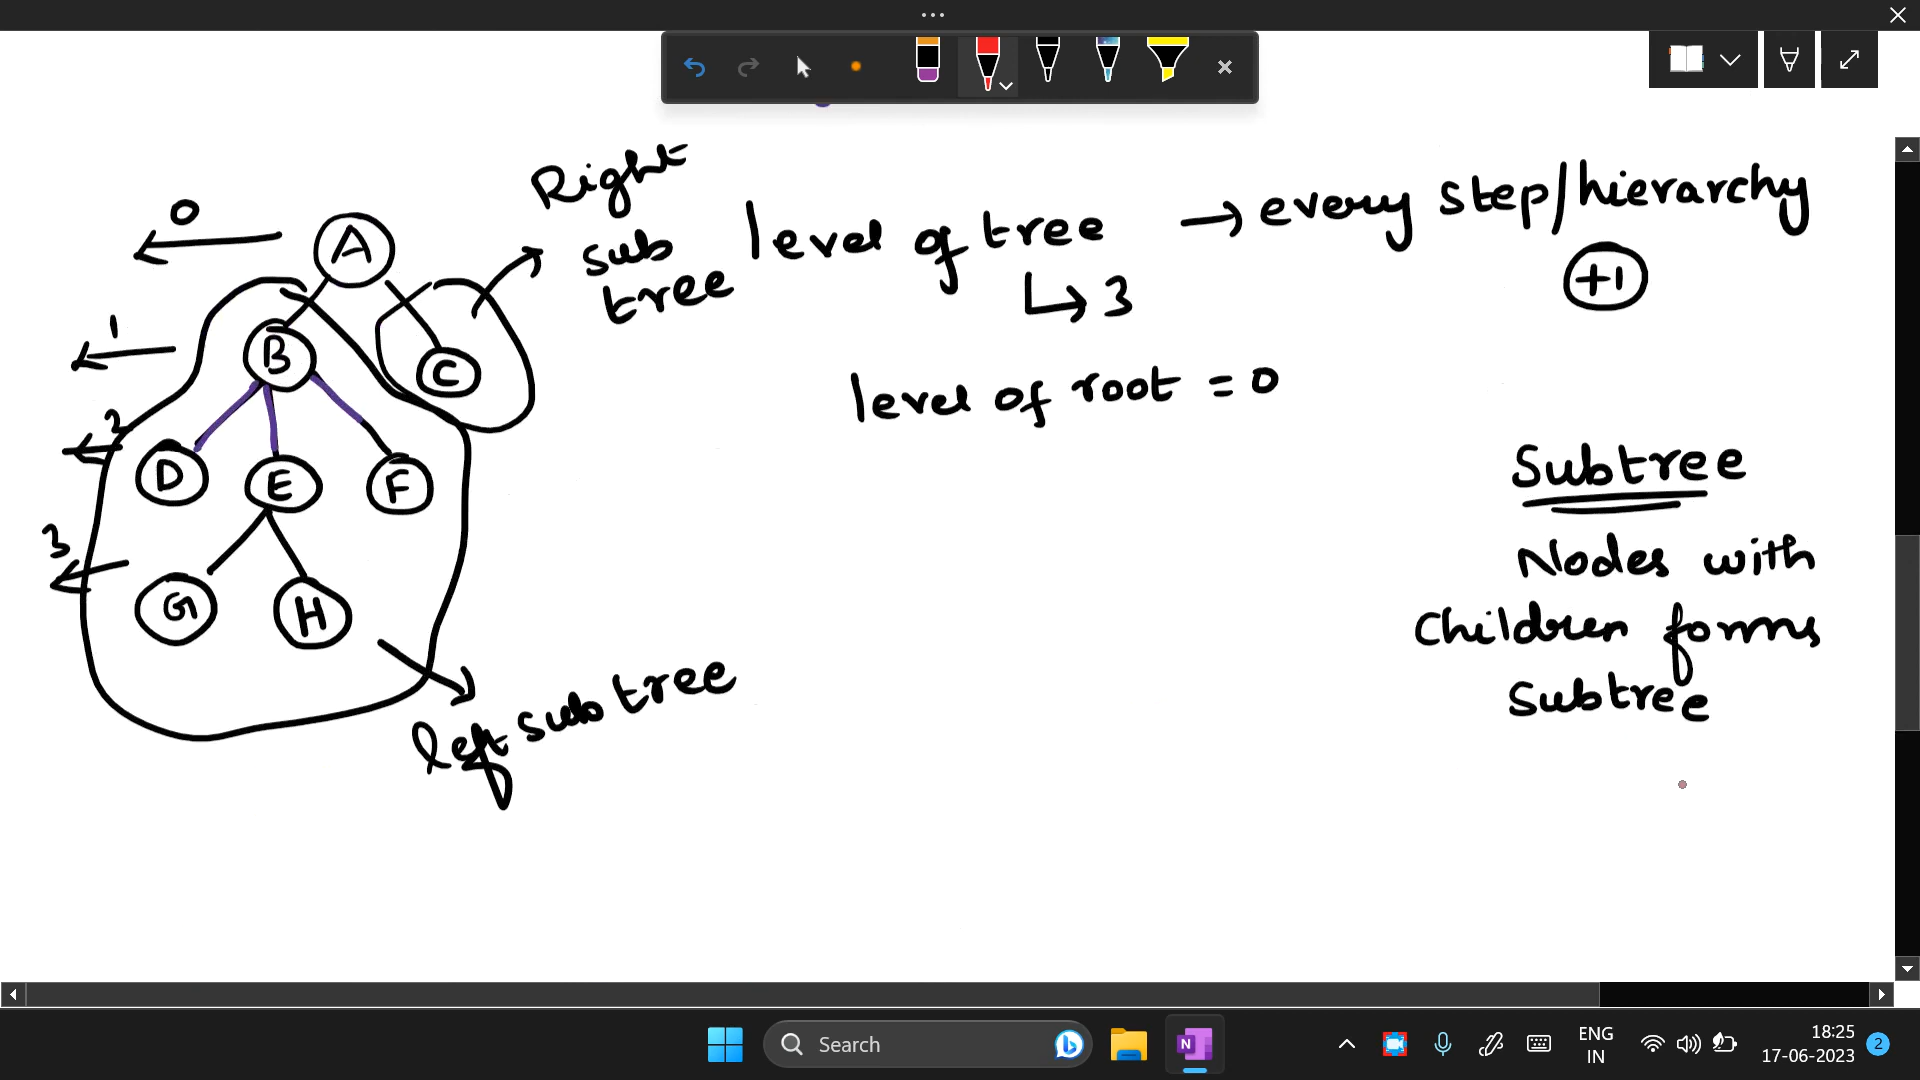 Right
sub
tree
level of tree → every step/hierarchy
↳ 3
+1
level of root = 0
0
A
1
B
C
2
D
E
F
3
G
H
left sub tree
Subtree
Nodes with
Children forms
Subtree
Search
N
ENG
IN
18:25
17-06-2023
2